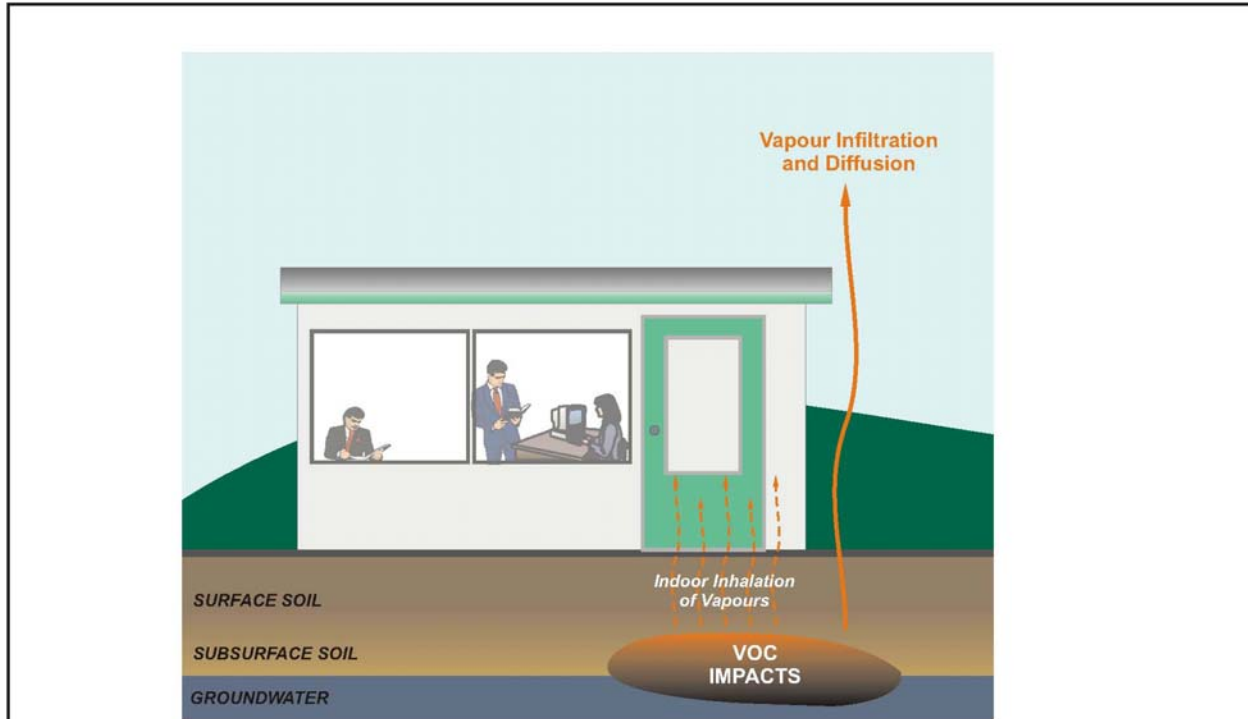 Vapour Infiltration
and Diffusion
Indoor Inhalation
of Vapours
SURFACE SOIL
SUBSURFACE SOIL
VOC
IMPACTS
GROUNDWATER